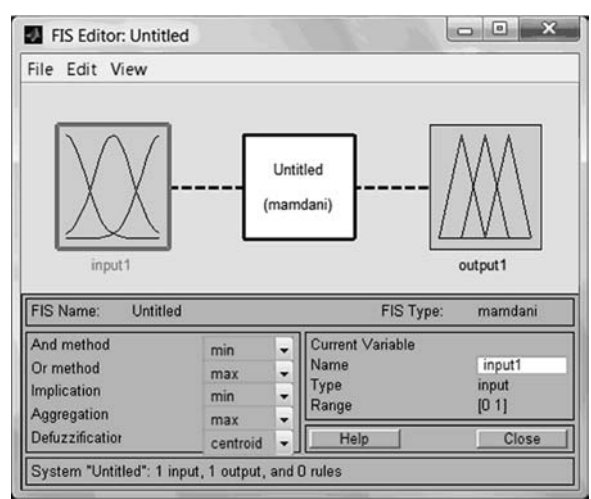 FIS Editor: Untitled
File Edit View
Untitled
(mamdani)
input1
output1
FIS Name: Untitled
FIS Type: mamdani
And method min
Or method max
Implication min
Aggregation max
Defuzzification centroid
Current Variable
Name input1
Type input
Range [0 1]
Help
Close
System "Untitled": 1 input, 1 output, and 0 rules